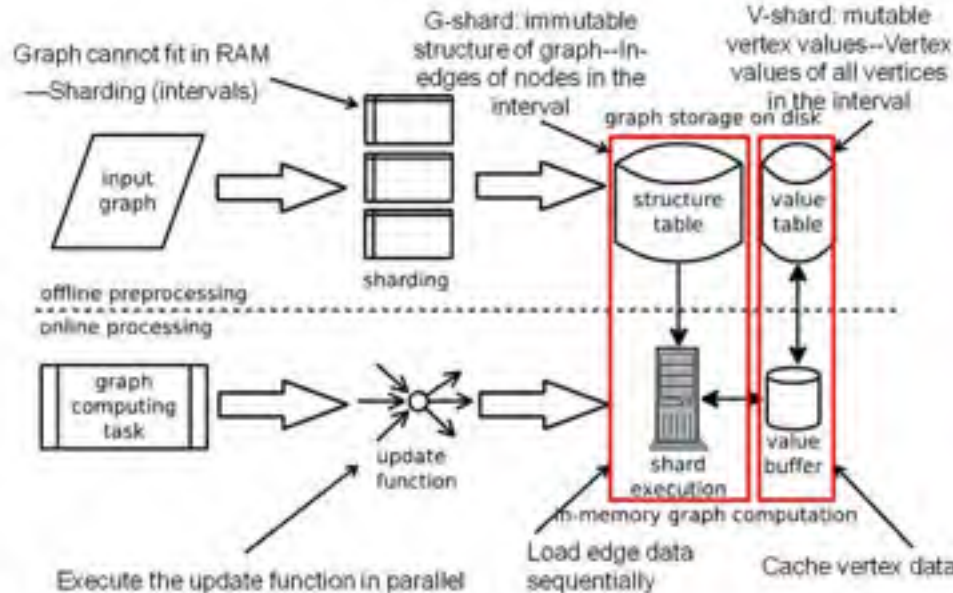 Graph cannot fit in RAM
—Sharding (intervals)
G-shard: immutable
structure of graph--In-
edges of nodes in the
interval
V-shard: mutable
vertex values--Vertex
values of all vertices
in the interval
graph storage on disk
input
graph
sharding
structure
table
value
table
offline preprocessing
online processing
graph
computing
task
update
function
shard
execution
value
buffer
in-memory graph computation
Execute the update function in parallel
Load edge data
sequentially
Cache vertex data